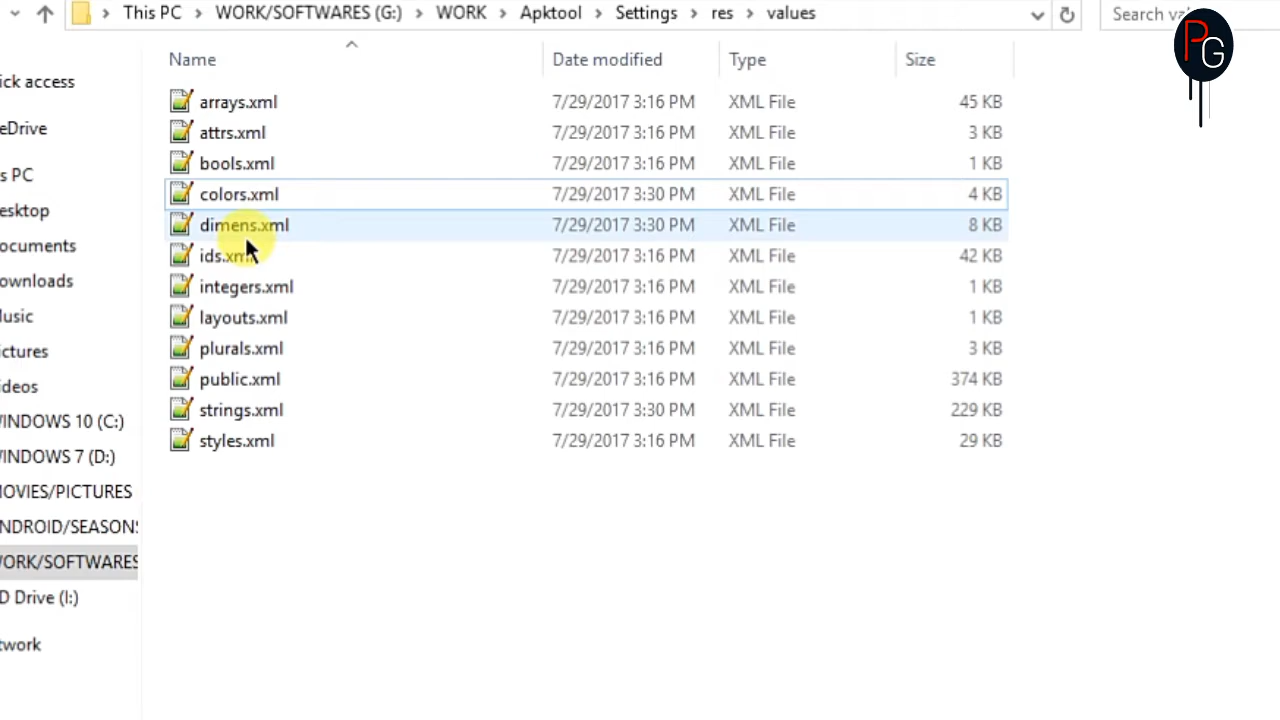 This PC > WORK/SOFTWARES (G:) > WORK > Apktool > Settings > res > values
Search va
PG
Name Date modified Type Size
arrays.xml 7/29/2017 3:16 PM XML File 45 KB
attrs.xml 7/29/2017 3:16 PM XML File 3 KB
bools.xml 7/29/2017 3:16 PM XML File 1 KB
colors.xml 7/29/2017 3:30 PM XML File 4 KB
dimens.xml 7/29/2017 3:30 PM XML File 8 KB
ids.xml 7/29/2017 3:16 PM XML File 42 KB
integers.xml 7/29/2017 3:16 PM XML File 1 KB
layouts.xml 7/29/2017 3:16 PM XML File 1 KB
plurals.xml 7/29/2017 3:16 PM XML File 3 KB
public.xml 7/29/2017 3:16 PM XML File 374 KB
strings.xml 7/29/2017 3:30 PM XML File 229 KB
styles.xml 7/29/2017 3:16 PM XML File 29 KB
ick access
eDrive
s PC
esktop
ocuments
ownloads
usic
ictures
ideos
WINDOWS 10 (C:)
WINDOWS 7 (D:)
MOVIES/PICTURES
NDROID/SEASONS
WORK/SOFTWARES
D Drive (I:)
twork